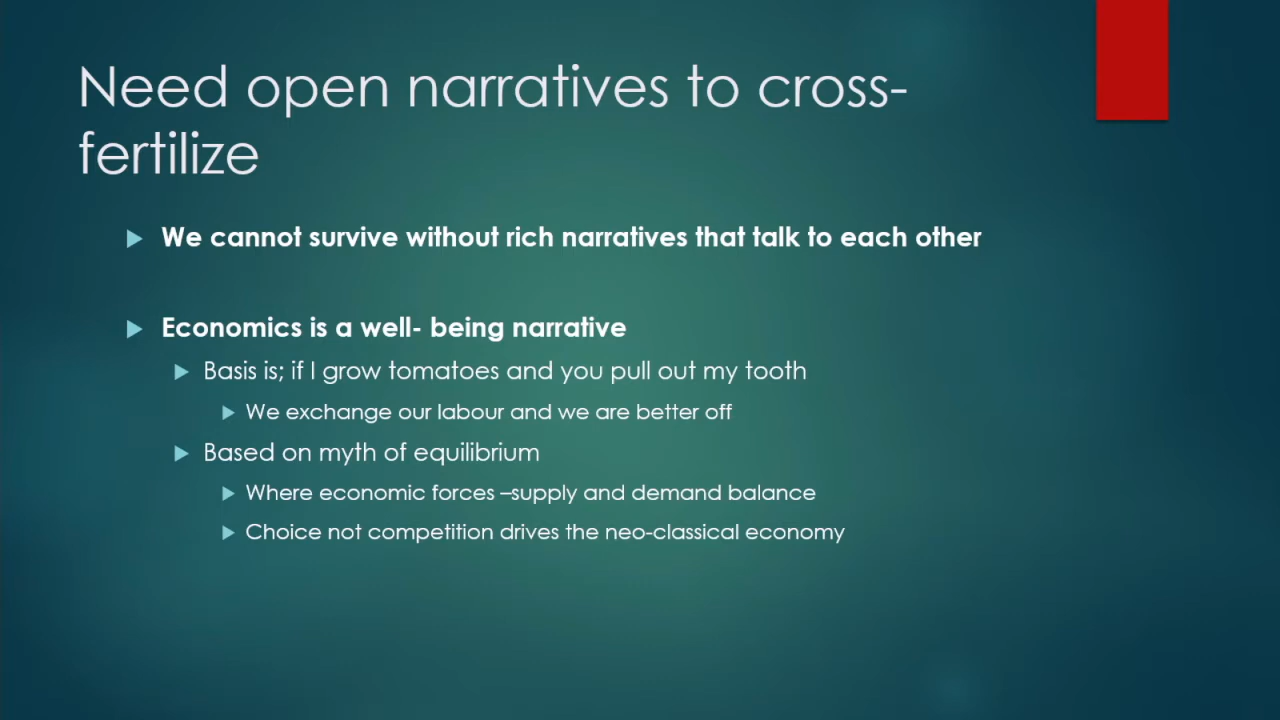 Need open narratives to cross-
fertilize
We cannot survive without rich narratives that talk to each other
Economics is a well- being narrative
Basis is; if I grow tomatoes and you pull out my tooth
We exchange our labour and we are better off
Based on myth of equilibrium
Where economic forces –supply and demand balance
Choice not competition drives the neo-classical economy